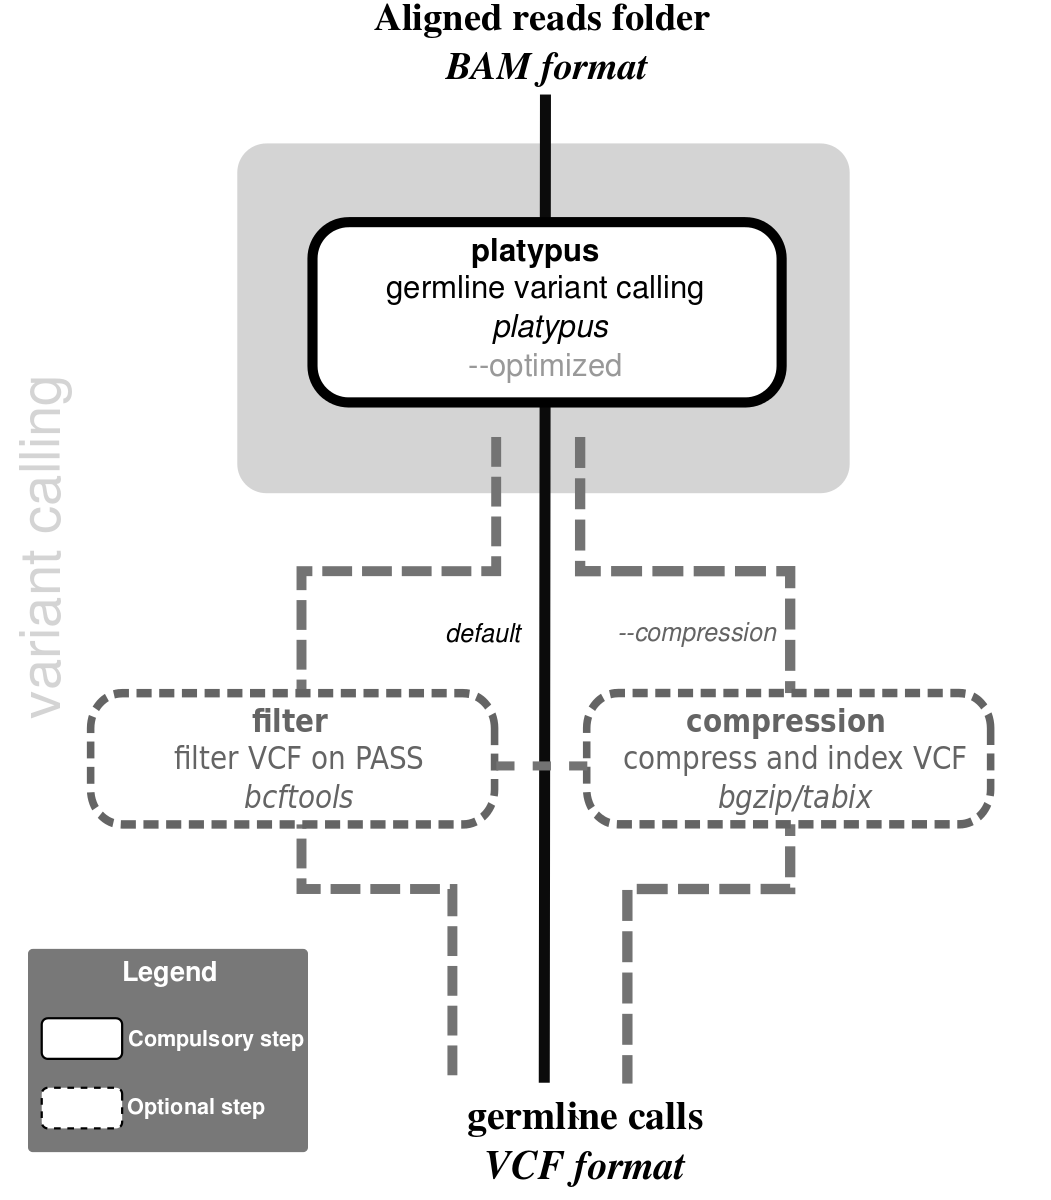 Aligned reads folder
BAM format
platypus
germline variant calling
platypus
--optimized
variant calling
default
--compression
filter
filter VCF on PASS
bcftools
compression
compress and index VCF
bgzip/tabix
Legend
Compulsory step
Optional step
germline calls
VCF format